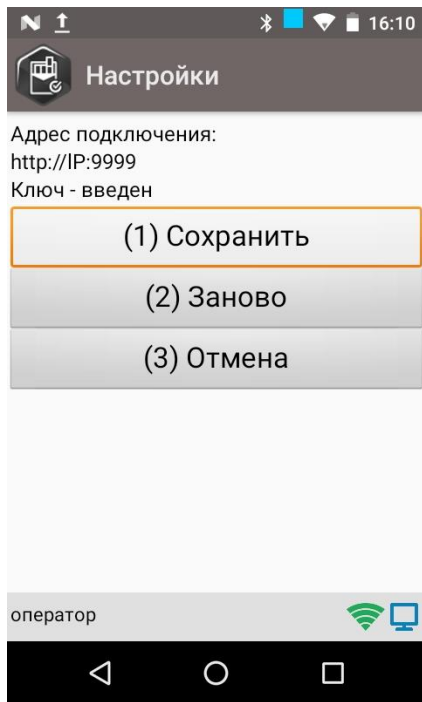 16:10
Настройки
Адрес подключения:
http://IP:9999
Ключ - введен
(1) Сохранить
(2) Заново
(3) Отмена
оператор